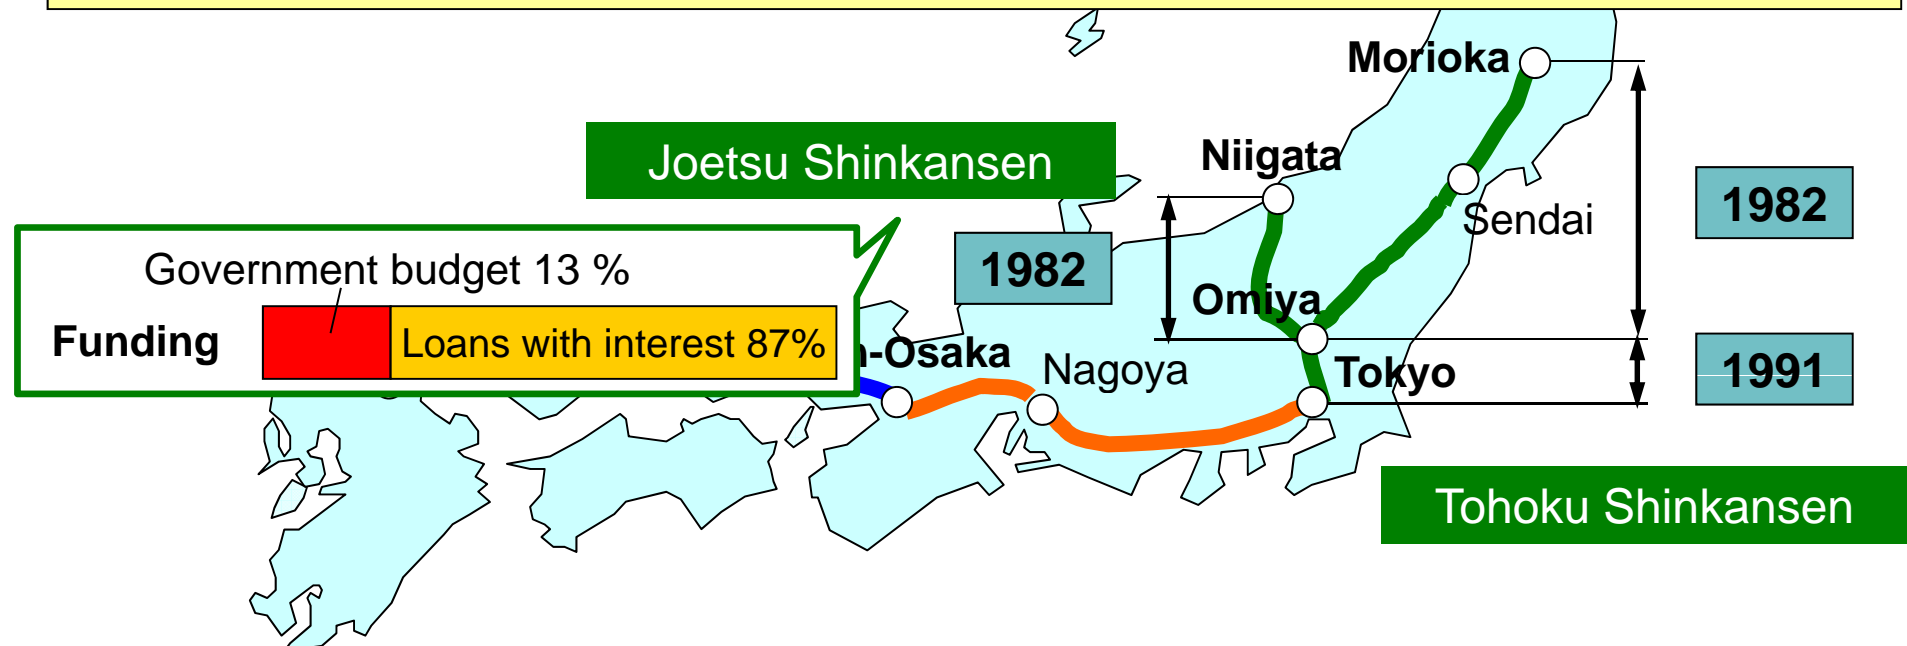 Morioka
Joetsu Shinkansen
Niigata
1982
Sendai
Government budget 13 %
1982
Omiya
Funding
Loans with interest 87%
n-Osaka
Nagoya
Tokyo
1991
Tohoku Shinkansen